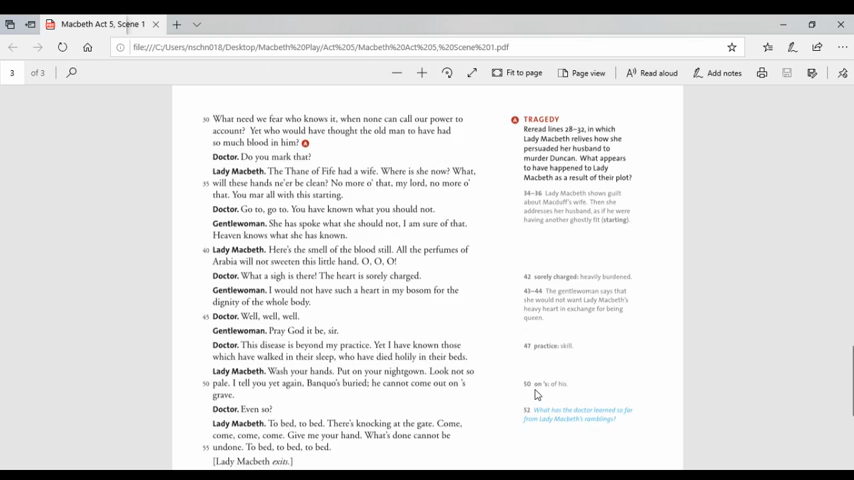 Macbeth Act 5, Scene 1
file:///C:/Users/nschn018/Desktop/Macbeth%20Play/Act%205/Macbeth%20Act%205,%20Scene%201.pdf
3 of 3
Fit to page
Page view
Read aloud
Add notes
30 What need we fear who knows it, when none can call our power to
account? Yet who would have thought the old man to have had
so much blood in him? A
Doctor. Do you mark that?
Lady Macbeth. The Thane of Fife had a wife. Where is she now? What,
35 will these hands ne'er be clean? No more o' that, my lord, no more o'
that. You mar all with this starting.
Doctor. Go to, go to. You have known what you should not.
Gentlewoman. She has spoke what she should not, I am sure of that.
Heaven knows what she has known.
40 Lady Macbeth. Here's the smell of the blood still. All the perfumes of
Arabia will not sweeten this little hand. O, O, O!
Doctor. What a sigh is there! The heart is sorely charged.
Gentlewoman. I would not have such a heart in my bosom for the
dignity of the whole body.
45 Doctor. Well, well, well.
Gentlewoman. Pray God it be, sir.
Doctor. This disease is beyond my practice. Yet I have known those
which have walked in their sleep, who have died holily in their beds.
Lady Macbeth. Wash your hands. Put on your nightgown. Look not so
50 pale. I tell you yet again, Banquo's buried; he cannot come out on 's
grave.
Doctor. Even so?
Lady Macbeth. To bed, to bed. There's knocking at the gate. Come,
come, come, come. Give me your hand. What's done cannot be
55 undone. To bed, to bed, to bed.
[Lady Macbeth exits.]
A TRAGEDY
Reread lines 28–32, in which
Lady Macbeth relives how she
persuaded her husband to
murder Duncan. What appears
to have happened to Lady
Macbeth as a result of their plot?
34–36 Lady Macbeth shows guilt
about Macduff's wife. Then she
addresses her husband, as if he were
having another ghostly fit (starting).
42 sorely charged: heavily burdened.
43–44 The gentlewoman says that
she would not want Lady Macbeth's
heavy heart in exchange for being
queen.
47 practice: skill.
50 on 's: of his.
52 What has the doctor learned so far
from Lady Macbeth's ramblings?